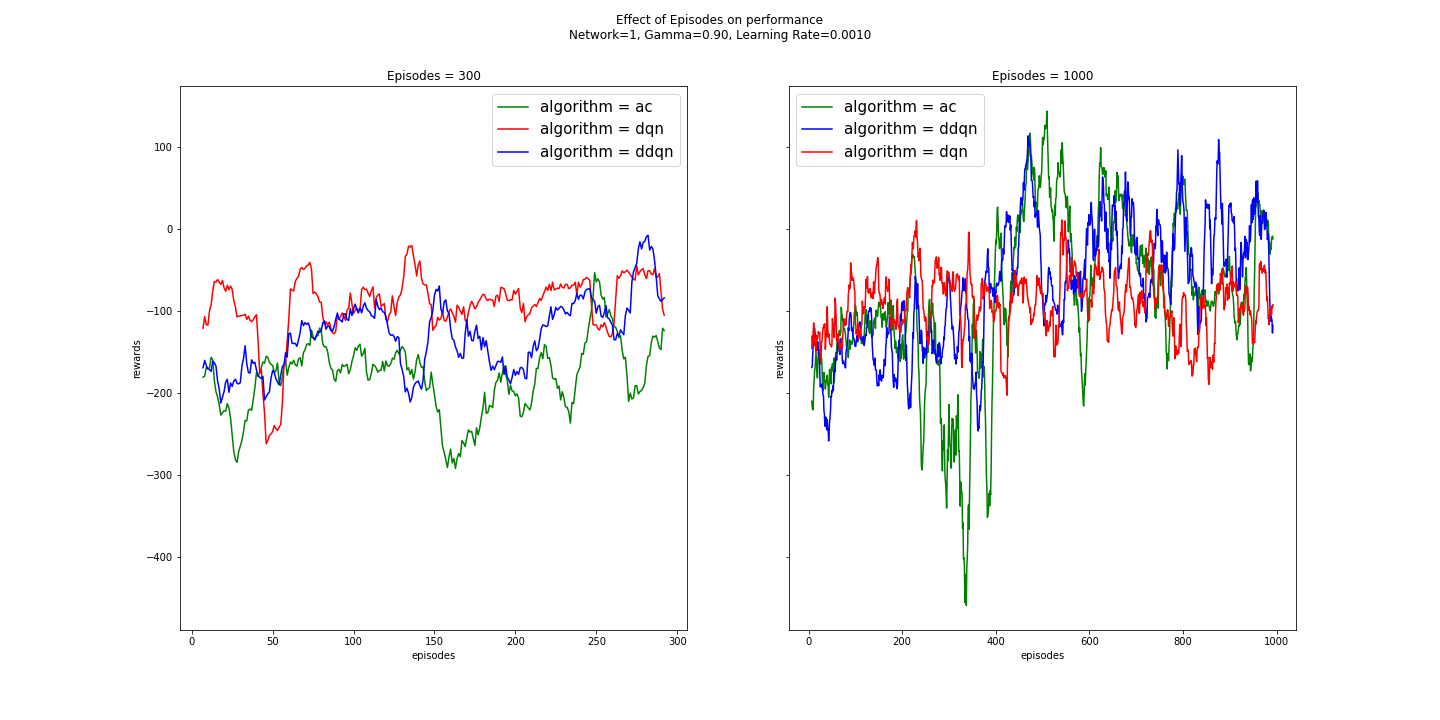 Effect of Episodes on performance
Network=1, Gamma=0.90, Learning Rate=0.0010
Episodes = 300
algorithm = ac
algorithm = dqn
algorithm = ddqn
100
0
−100
−200
−300
−400
rewards
0
50
100
150
200
250
300
episodes
Episodes = 1000
algorithm = ac
algorithm = ddqn
algorithm = dqn
rewards
0
200
400
600
800
1000
episodes